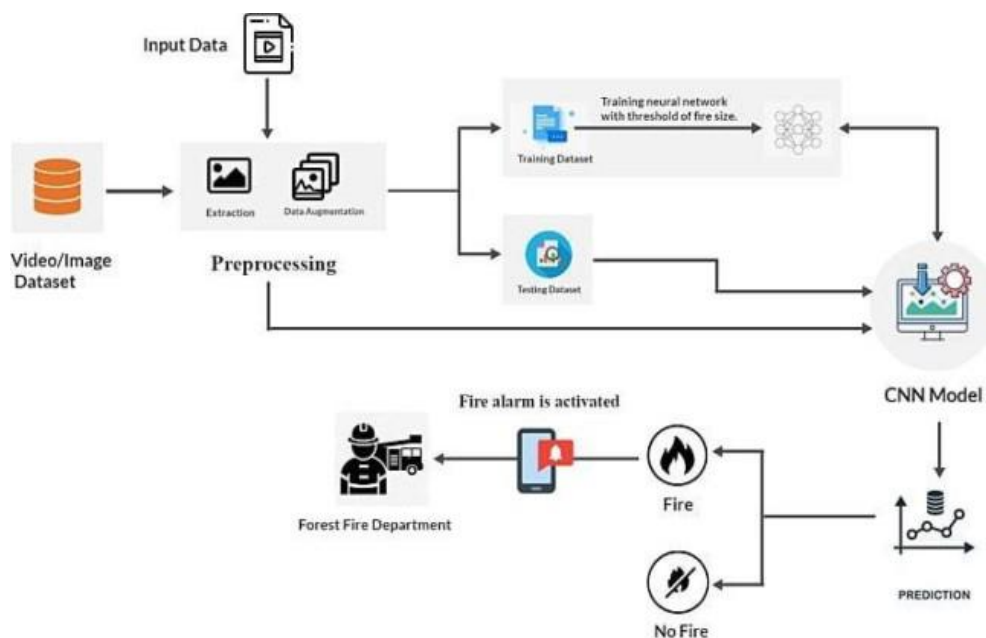 Input Data
Training neural network
with threshold of fire size.
Training Dataset
Extraction
Data Augmentation
Video/Image
Dataset
Preprocessing
Testing Dataset
CNN Model
Fire alarm is activated
Fire
Forest Fire Department
PREDICTION
No Fire